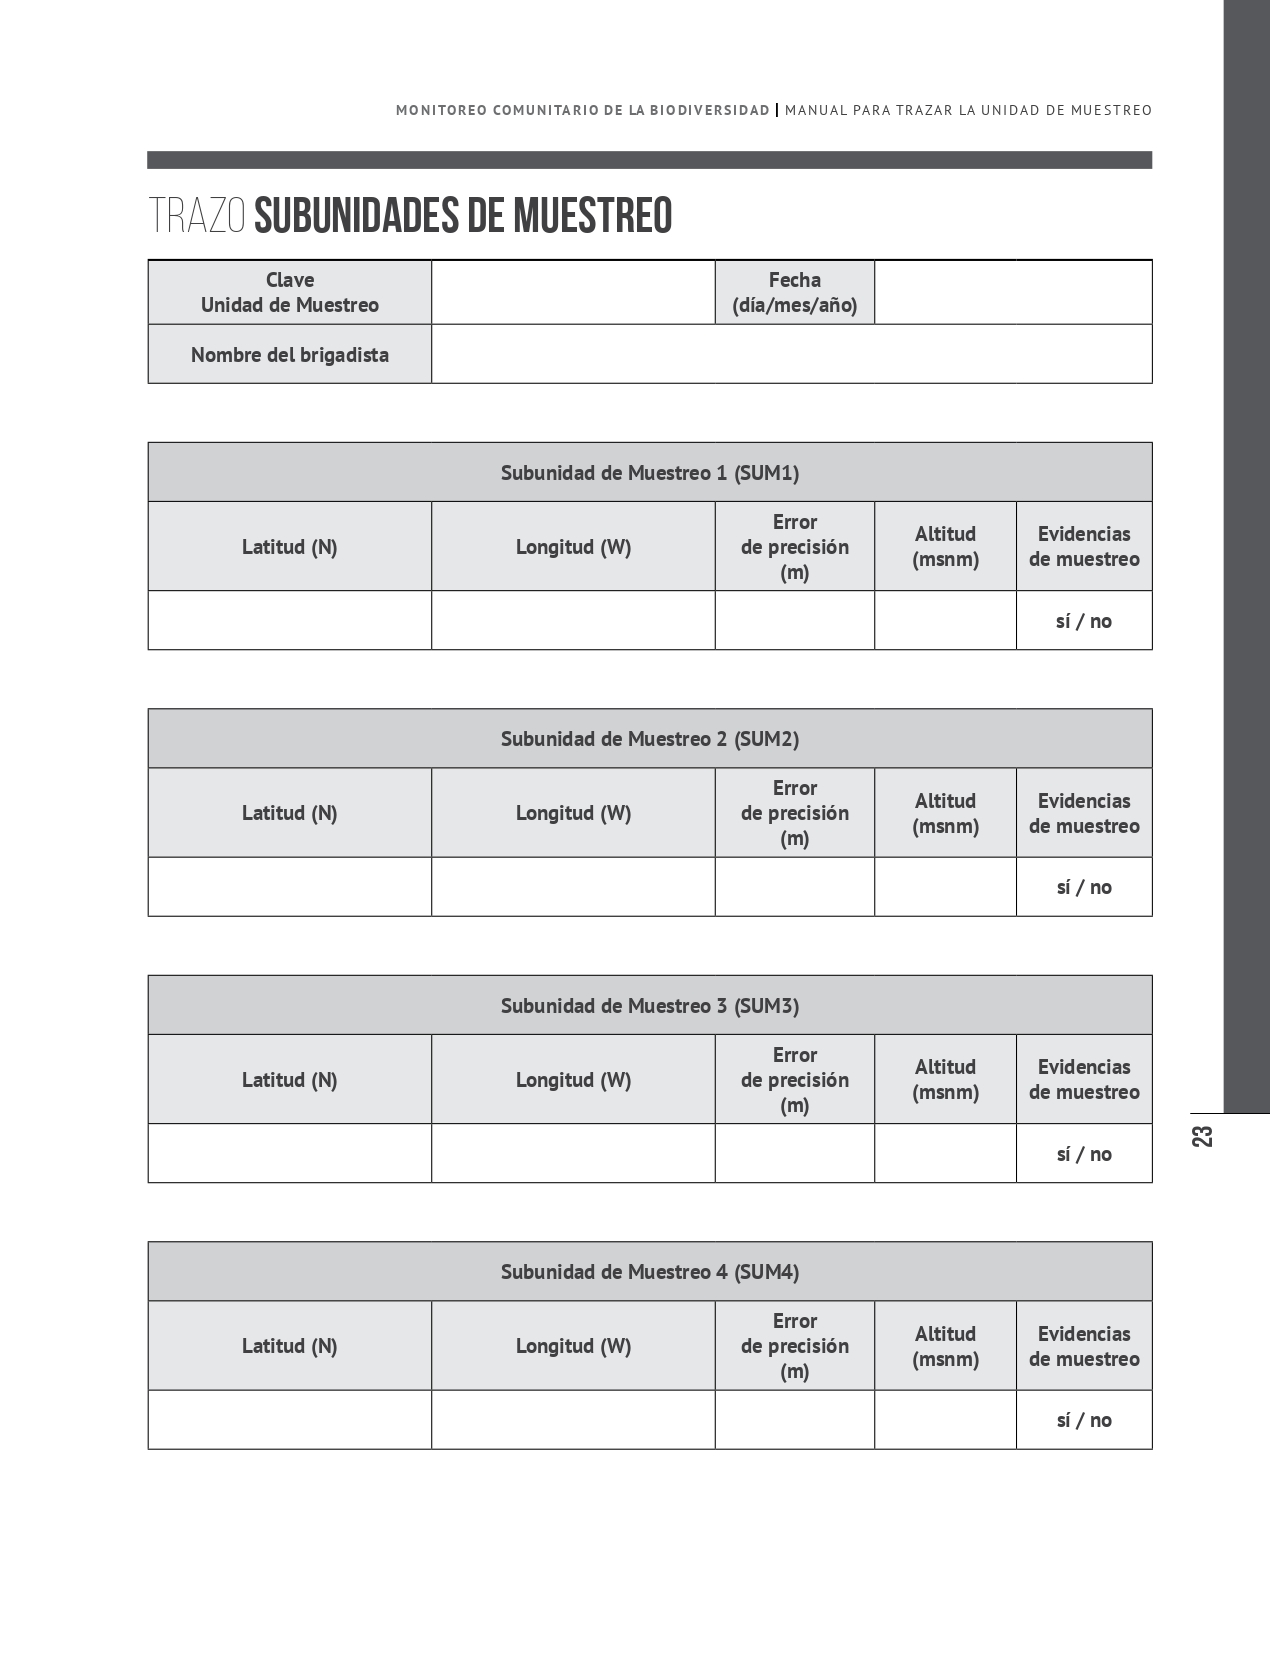 MONITOREO COMUNITARIO DE LA BIODIVERSIDAD | MANUAL PARA TRAZAR LA UNIDAD DE MUESTREO
TRAZO SUBUNIDADES DE MUESTREO
Clave
Unidad de Muestreo
Fecha
(día/mes/año)
Nombre del brigadista
Subunidad de Muestreo 1 (SUM1)
Latitud (N)
Longitud (W)
Error
de precisión
(m)
Altitud
(msnm)
Evidencias
de muestreo
sí / no
Subunidad de Muestreo 2 (SUM2)
Latitud (N)
Longitud (W)
Error
de precisión
(m)
Altitud
(msnm)
Evidencias
de muestreo
sí / no
Subunidad de Muestreo 3 (SUM3)
Latitud (N)
Longitud (W)
Error
de precisión
(m)
Altitud
(msnm)
Evidencias
de muestreo
sí / no
23
Subunidad de Muestreo 4 (SUM4)
Latitud (N)
Longitud (W)
Error
de precisión
(m)
Altitud
(msnm)
Evidencias
de muestreo
sí / no